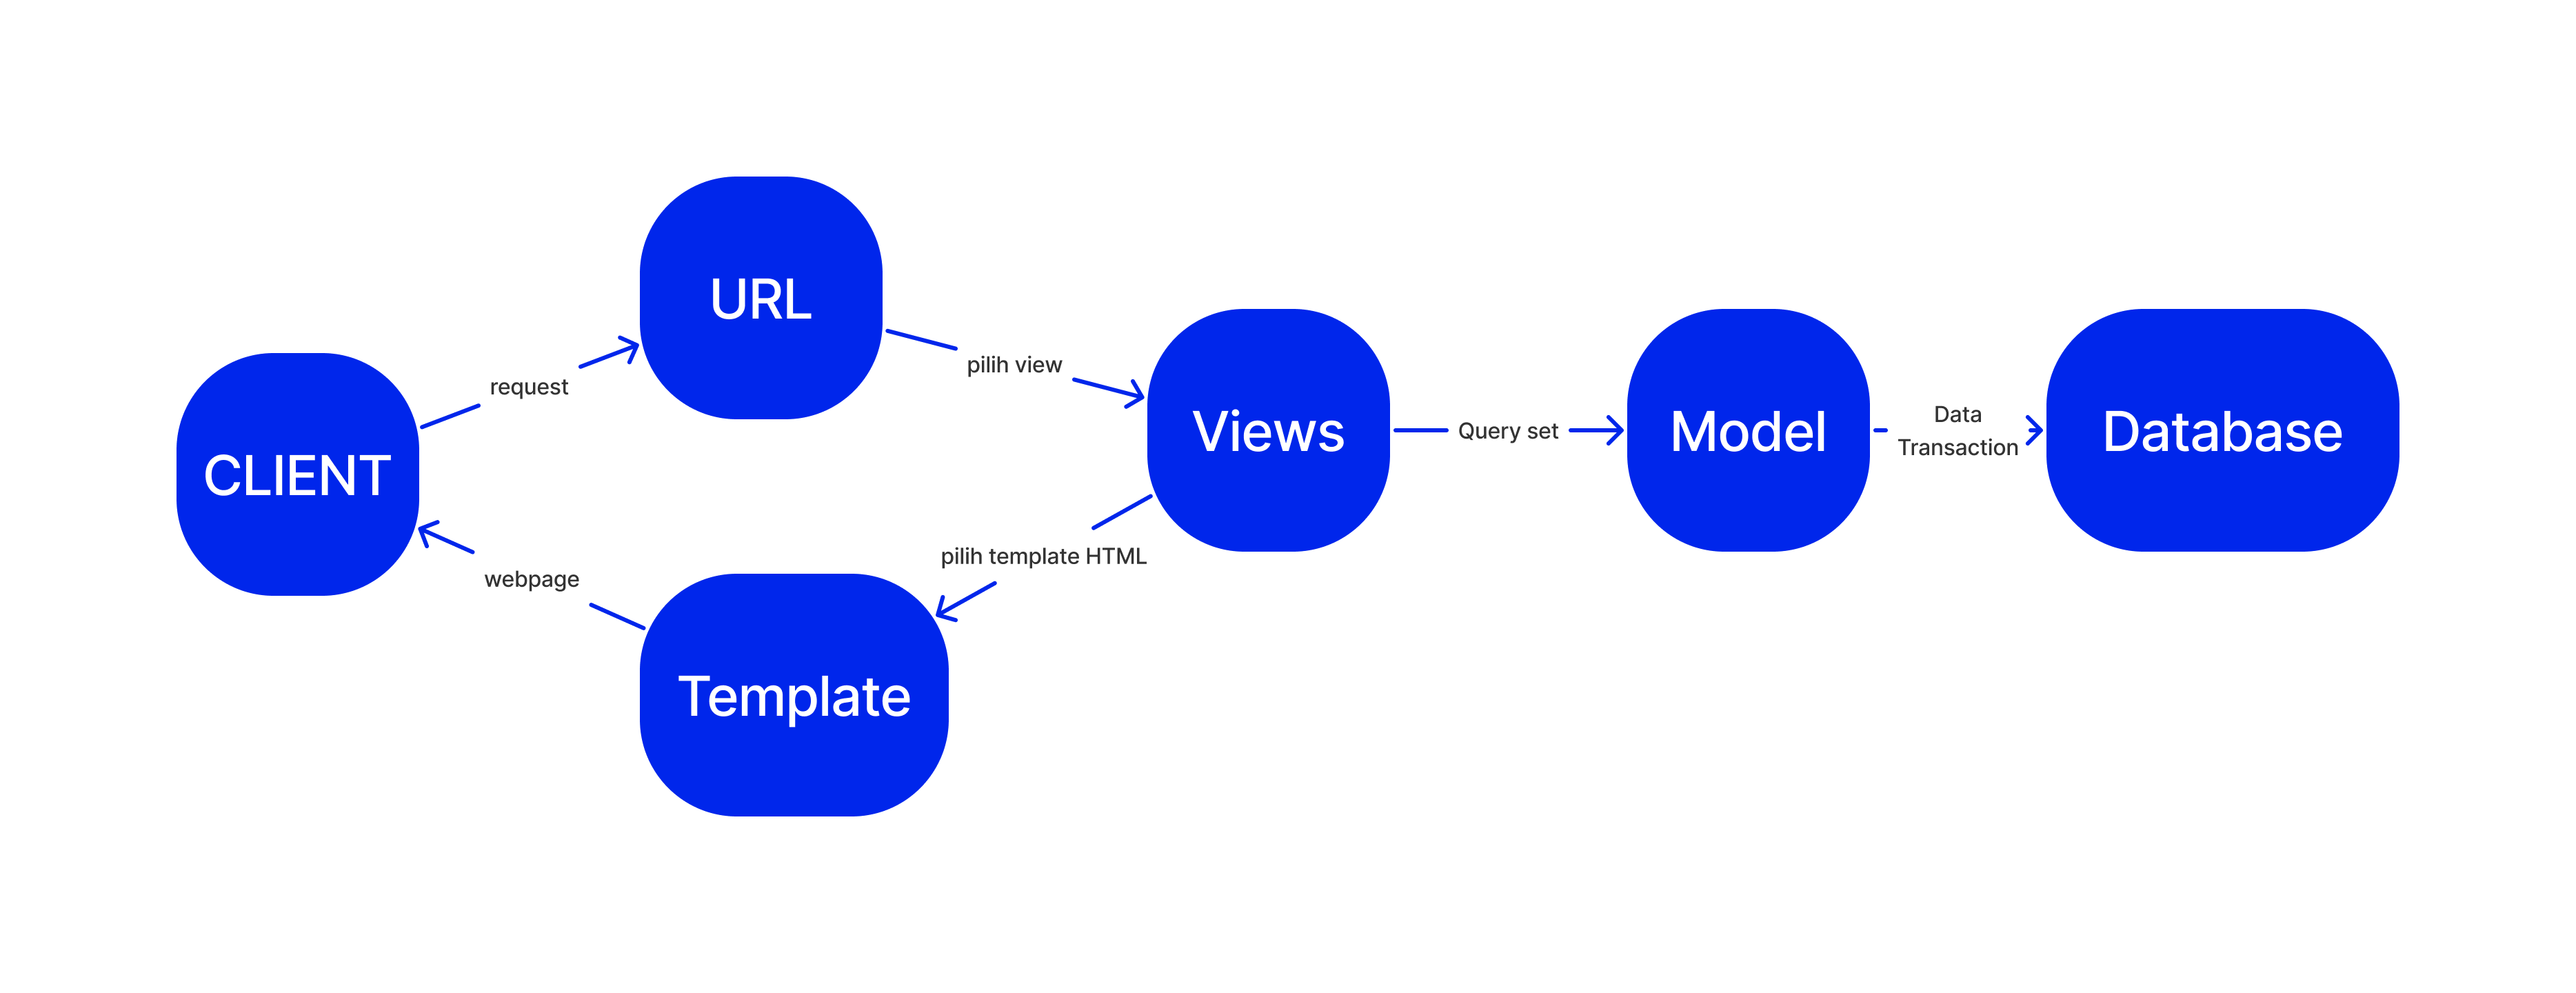 URL
CLIENT
request
pilih view
Views
Query set
Model
Data
Transaction
Database
pilih template HTML
webpage
Template